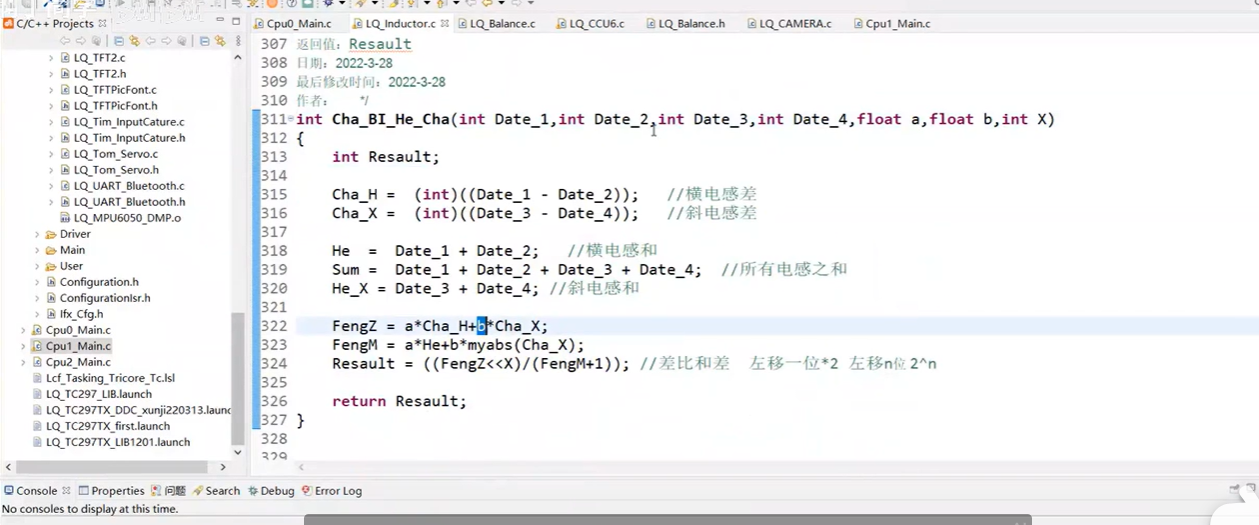 Cpu0_Main.c
LQ_Inductor.c
LQ_Balance.c
LQ_CCU6.c
LQ_Balance.h
LQ_CAMERA.c
Cpu1_Main.c
C/C++ Projects
LQ_TFT2.c
LQ_TFT2.h
LQ_TFTPicFont.c
LQ_TFTPicFont.h
LQ_Tim_InputCature.c
LQ_Tim_InputCature.h
LQ_Tom_Servo.c
LQ_Tom_Servo.h
LQ_UART_Bluetooth.c
LQ_UART_Bluetooth.h
LQ_MPU6050_DMP.o
Driver
Main
User
Configuration.h
ConfigurationIsr.h
Ifx_Cfg.h
Cpu0_Main.c
Cpu1_Main.c
Cpu2_Main.c
Lcf_Tasking_Tricore_Tc.lsl
LQ_TC297_LIB.launch
LQ_TC297TX_DDC_xunji220313.launc
LQ_TC297TX_first.launch
LQ_TC297TX_LIB1201.launch
307 返回值：Resault
308 日期：2022-3-28
309 最后修改时间：2022-3-28
310 作者： */
311 int Cha_BI_He_Cha(int Date_1,int Date_2,int Date_3,int Date_4,float a,float b,int X)
312 {
313 int Resault;
314
315 Cha_H = (int)((Date_1 - Date_2)); //横电感差
316 Cha_X = (int)((Date_3 - Date_4)); //斜电感差
317
318 He = Date_1 + Date_2; //横电感和
319 Sum = Date_1 + Date_2 + Date_3 + Date_4; //所有电感之和
320 He_X = Date_3 + Date_4; //斜电感和
321
322 FengZ = a*Cha_H+b*Cha_X;
323 FengM = a*He+b*myabs(Cha_X);
324 Resault = ((FengZ<<X)/(FengM+1)); //差比和差 左移一位*2 左移n位2^n
325
326 return Resault;
327 }
328
329
Console Properties 问题 Search Debug Error Log
No consoles to display at this time.